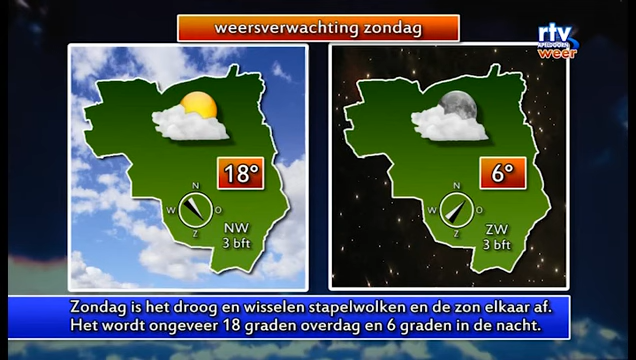 weersverwachting zondag
rtv
APELDOORN
weer
18°
N
W O
Z
NW
3 bft
6°
N
W O
Z
ZW
3 bft
Zondag is het droog en wisselen stapelwolken en de zon elkaar af.
Het wordt ongeveer 18 graden overdag en 6 graden in de nacht.